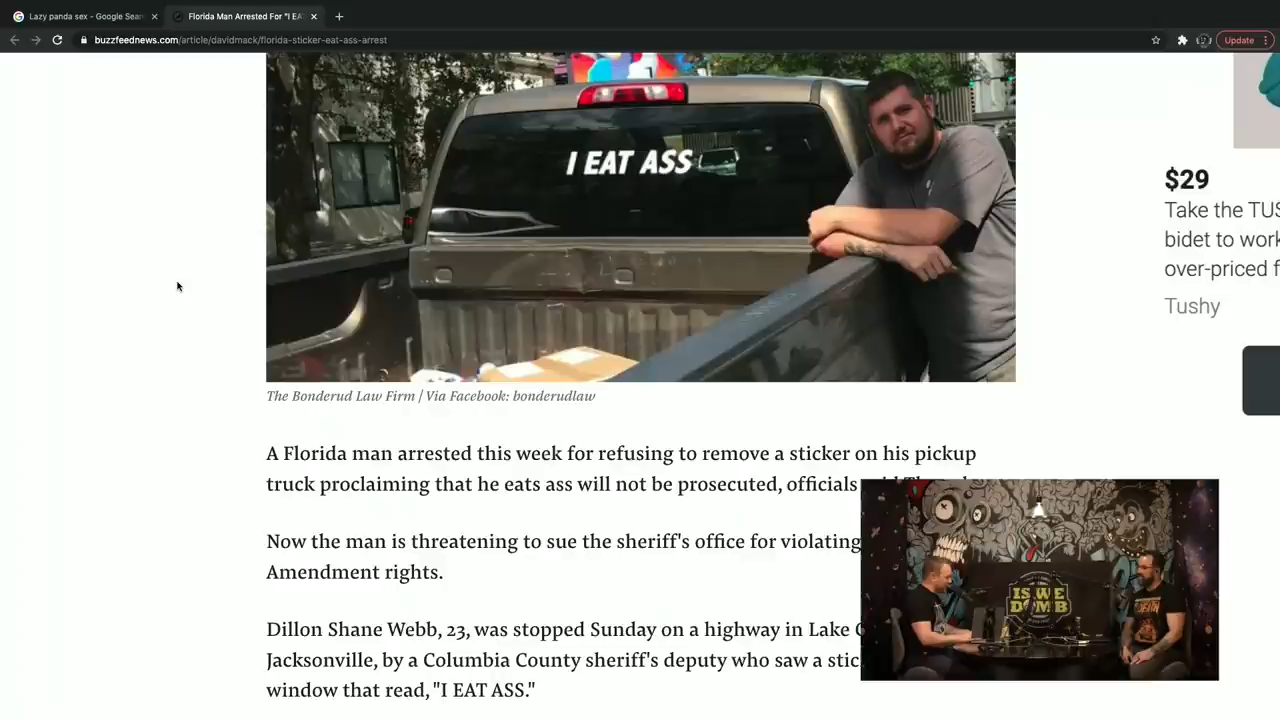 Lazy panda sex - Google Sear
Florida Man Arrested For "I EA
buzzfeednews.com/article/davidmack/florida-sticker-eat-ass-arrest
Update
I EAT ASS
$29
Take the TUS
bidet to work
over-priced f
Tushy
The Bonderud Law Firm / Via Facebook: bonderudlaw
A Florida man arrested this week for refusing to remove a sticker on his pickup
truck proclaiming that he eats ass will not be prosecuted, officials
Now the man is threatening to sue the sheriff's office for violating
Amendment rights.
Dillon Shane Webb, 23, was stopped Sunday on a highway in Lake
Jacksonville, by a Columbia County sheriff's deputy who saw a stic
window that read, "I EAT ASS."
IS WE
DOMB